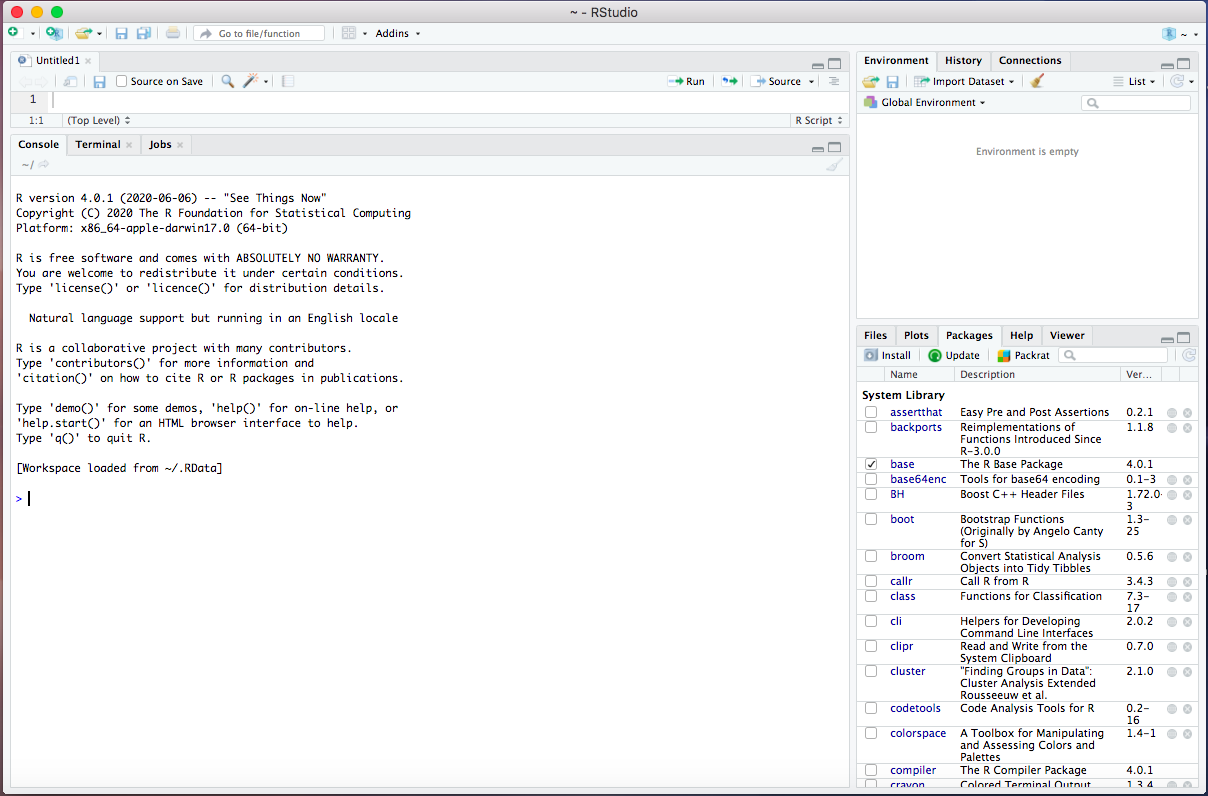 ~ - RStudio
Go to file/function
Addins
~
Untitled1
Source on Save
Run
Source
1
1:1
(Top Level)
R Script
Console
Terminal
Jobs
~/
R version 4.0.1 (2020-06-06) -- "See Things Now"
Copyright (C) 2020 The R Foundation for Statistical Computing
Platform: x86_64-apple-darwin17.0 (64-bit)
R is free software and comes with ABSOLUTELY NO WARRANTY.
You are welcome to redistribute it under certain conditions.
Type 'license()' or 'licence()' for distribution details.
Natural language support but running in an English locale
R is a collaborative project with many contributors.
Type 'contributors()' for more information and
'citation()' on how to cite R or R packages in publications.
Type 'demo()' for some demos, 'help()' for on-line help, or
'help.start()' for an HTML browser interface to help.
Type 'q()' to quit R.
[Workspace loaded from ~/.RData]
>
Environment History Connections
Import Dataset
List
Global Environment
Environment is empty
Files Plots Packages Help Viewer
Install Update Packrat
Name Description Ver...
System Library
assertthat Easy Pre and Post Assertions 0.2.1
backports Reimplementations of 1.1.8
Functions Introduced Since
R-3.0.0
base The R Base Package 4.0.1
base64enc Tools for base64 encoding 0.1-3
BH Boost C++ Header Files 1.72.0-
3
boot Bootstrap Functions 1.3-
(Originally by Angelo Canty 25
for S)
broom Convert Statistical Analysis 0.5.6
Objects into Tidy Tibbles
callr Call R from R 3.4.3
class Functions for Classification 7.3-
17
cli Helpers for Developing 2.0.2
Command Line Interfaces
clipr Read and Write from the 0.7.0
System Clipboard
cluster "Finding Groups in Data": 2.1.0
Cluster Analysis Extended
Rousseeuw et al.
codetools Code Analysis Tools for R 0.2-
16
colorspace A Toolbox for Manipulating 1.4-1
and Assessing Colors and
Palettes
compiler The R Compiler Package 4.0.1
crayon Colored Terminal Output 1.3.4